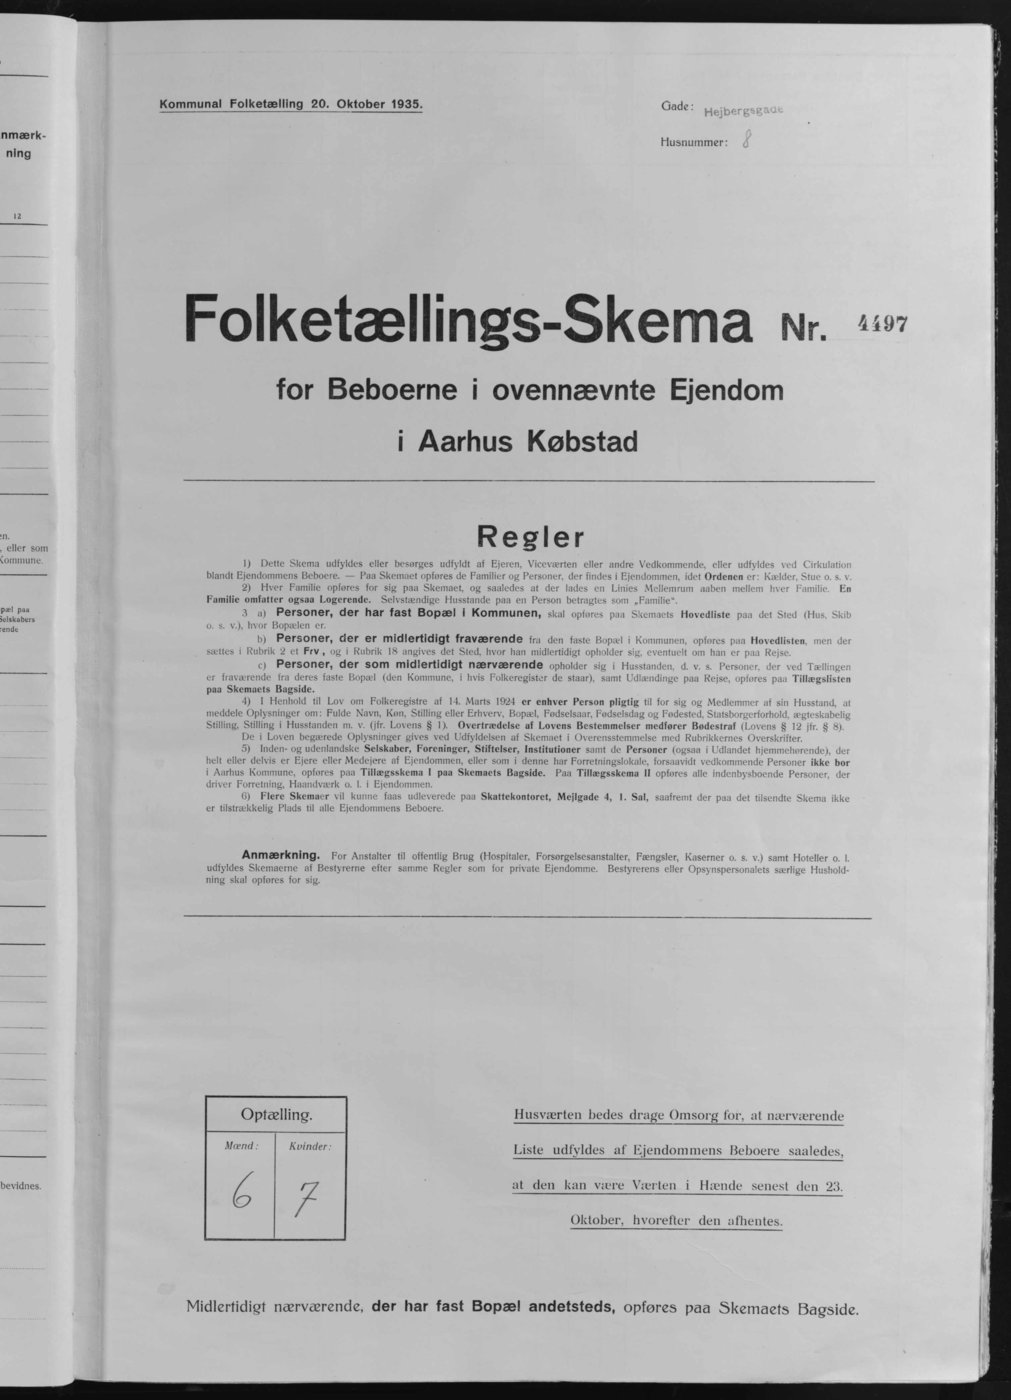 nmærk-
ning
12
en.
, eller som
Kommune.
pæl paa
Selskabers
rende
bevidnes.
Kommunal Folketælling 20. Oktober 1935.
Gade: Hejbergsgade
Husnummer: 8
Folketællings-Skema Nr. 4497
for Beboerne i ovennævnte Ejendom
i Aarhus Købstad
Regler
1) Dette Skema udfyldes eller besørges udfyldt af Ejeren, Viceværten eller andre Vedkommende, eller udfyldes ved Cirkulation
blandt Ejendommens Beboere. — Paa Skemaet opføres de Familier og Personer, der findes i Ejendommen, idet Ordenen er: Kælder, Stue o. s. v.
2) Hver Familie opføres for sig paa Skemaet, og saaledes at der lades en Linies Mellemrum aaben mellem hver Familie. En
Familie omfatter ogsaa Logerende. Selvstændige Husstande paa en Person betragtes som „Familie".
3 a) Personer, der har fast Bopæl i Kommunen, skal opføres paa Skemaets Hovedliste paa det Sted (Hus, Skib
o. s. v.), hvor Bopælen er.
b) Personer, der er midlertidigt fraværende fra den faste Bopæl i Kommunen, opføres paa Hovedlisten, men der
sættes i Rubrik 2 et Frv, og i Rubrik 18 angives det Sted, hvor han midlertidigt opholder sig, eventuelt om han er paa Rejse.
c) Personer, der som midlertidigt nærværende opholder sig i Husstanden, d. v. s. Personer, der ved Tællingen
er fraværende fra deres faste Bopæl (den Kommune, i hvis Folkeregister de staar), samt Udlændinge paa Rejse, opføres paa Tillægslisten
paa Skemaets Bagside.
4) I Henhold til Lov om Folkeregistre af 14. Marts 1924 er enhver Person pligtig til for sig og Medlemmer af sin Husstand, at
meddele Oplysninger om: Fulde Navn, Køn, Stilling eller Erhverv, Bopæl, Fødselsaar, Fødselsdag og Fødested, Statsborgerforhold, ægteskabelig
Stilling, Stilling i Husstanden m. v. (jfr. Lovens § 1). Overtrædelse af Lovens Bestemmelser medfører Bødestraf (Lovens § 12 jfr. § 8).
De i Loven begærede Oplysninger gives ved Udfyldelsen af Skemaet i Overensstemmelse med Rubrikkernes Overskrifter.
5) Inden- og udenlandske Selskaber, Foreninger, Stiftelser, Institutioner samt de Personer (ogsaa i Udlandet hjemmehørende), der
helt eller delvis er Ejere eller Medejere af Ejendommen, eller som i denne har Forretningslokale, forsaavidt vedkommende Personer ikke bor
i Aarhus Kommune, opføres paa Tillægsskema I paa Skemaets Bagside. Paa Tillægsskema II opføres alle indenbysboende Personer, der
driver Forretning, Haandværk o. l. i Ejendommen.
6) Flere Skemaer vil kunne faas udleverede paa Skattekontoret, Mejlgade 4, 1. Sal, saafremt der paa det tilsendte Skema ikke
er tilstrækkelig Plads til alle Ejendommens Beboere.
Anmærkning. For Anstalter til offentlig Brug (Hospitaler, Forsørgelsesanstalter, Fængsler, Kaserner o. s. v.) samt Hoteller o. l.
udfyldes Skemaerne af Bestyrerne efter samme Regler som for private Ejendomme. Bestyrerens eller Opsynspersonalets særlige Hushold-
ning skal opføres for sig.
Optælling.
Mænd: Kvinder:
6 7
Husværten bedes drage Omsorg for, at nærværende
Liste udfyldes af Ejendommens Beboere saaledes,
at den kan være Værten i Hænde senest den 23.
Oktober, hvorefter den afhentes.
Midlertidigt nærværende, der har fast Bopæl andetsteds, opføres paa Skemaets Bagside.